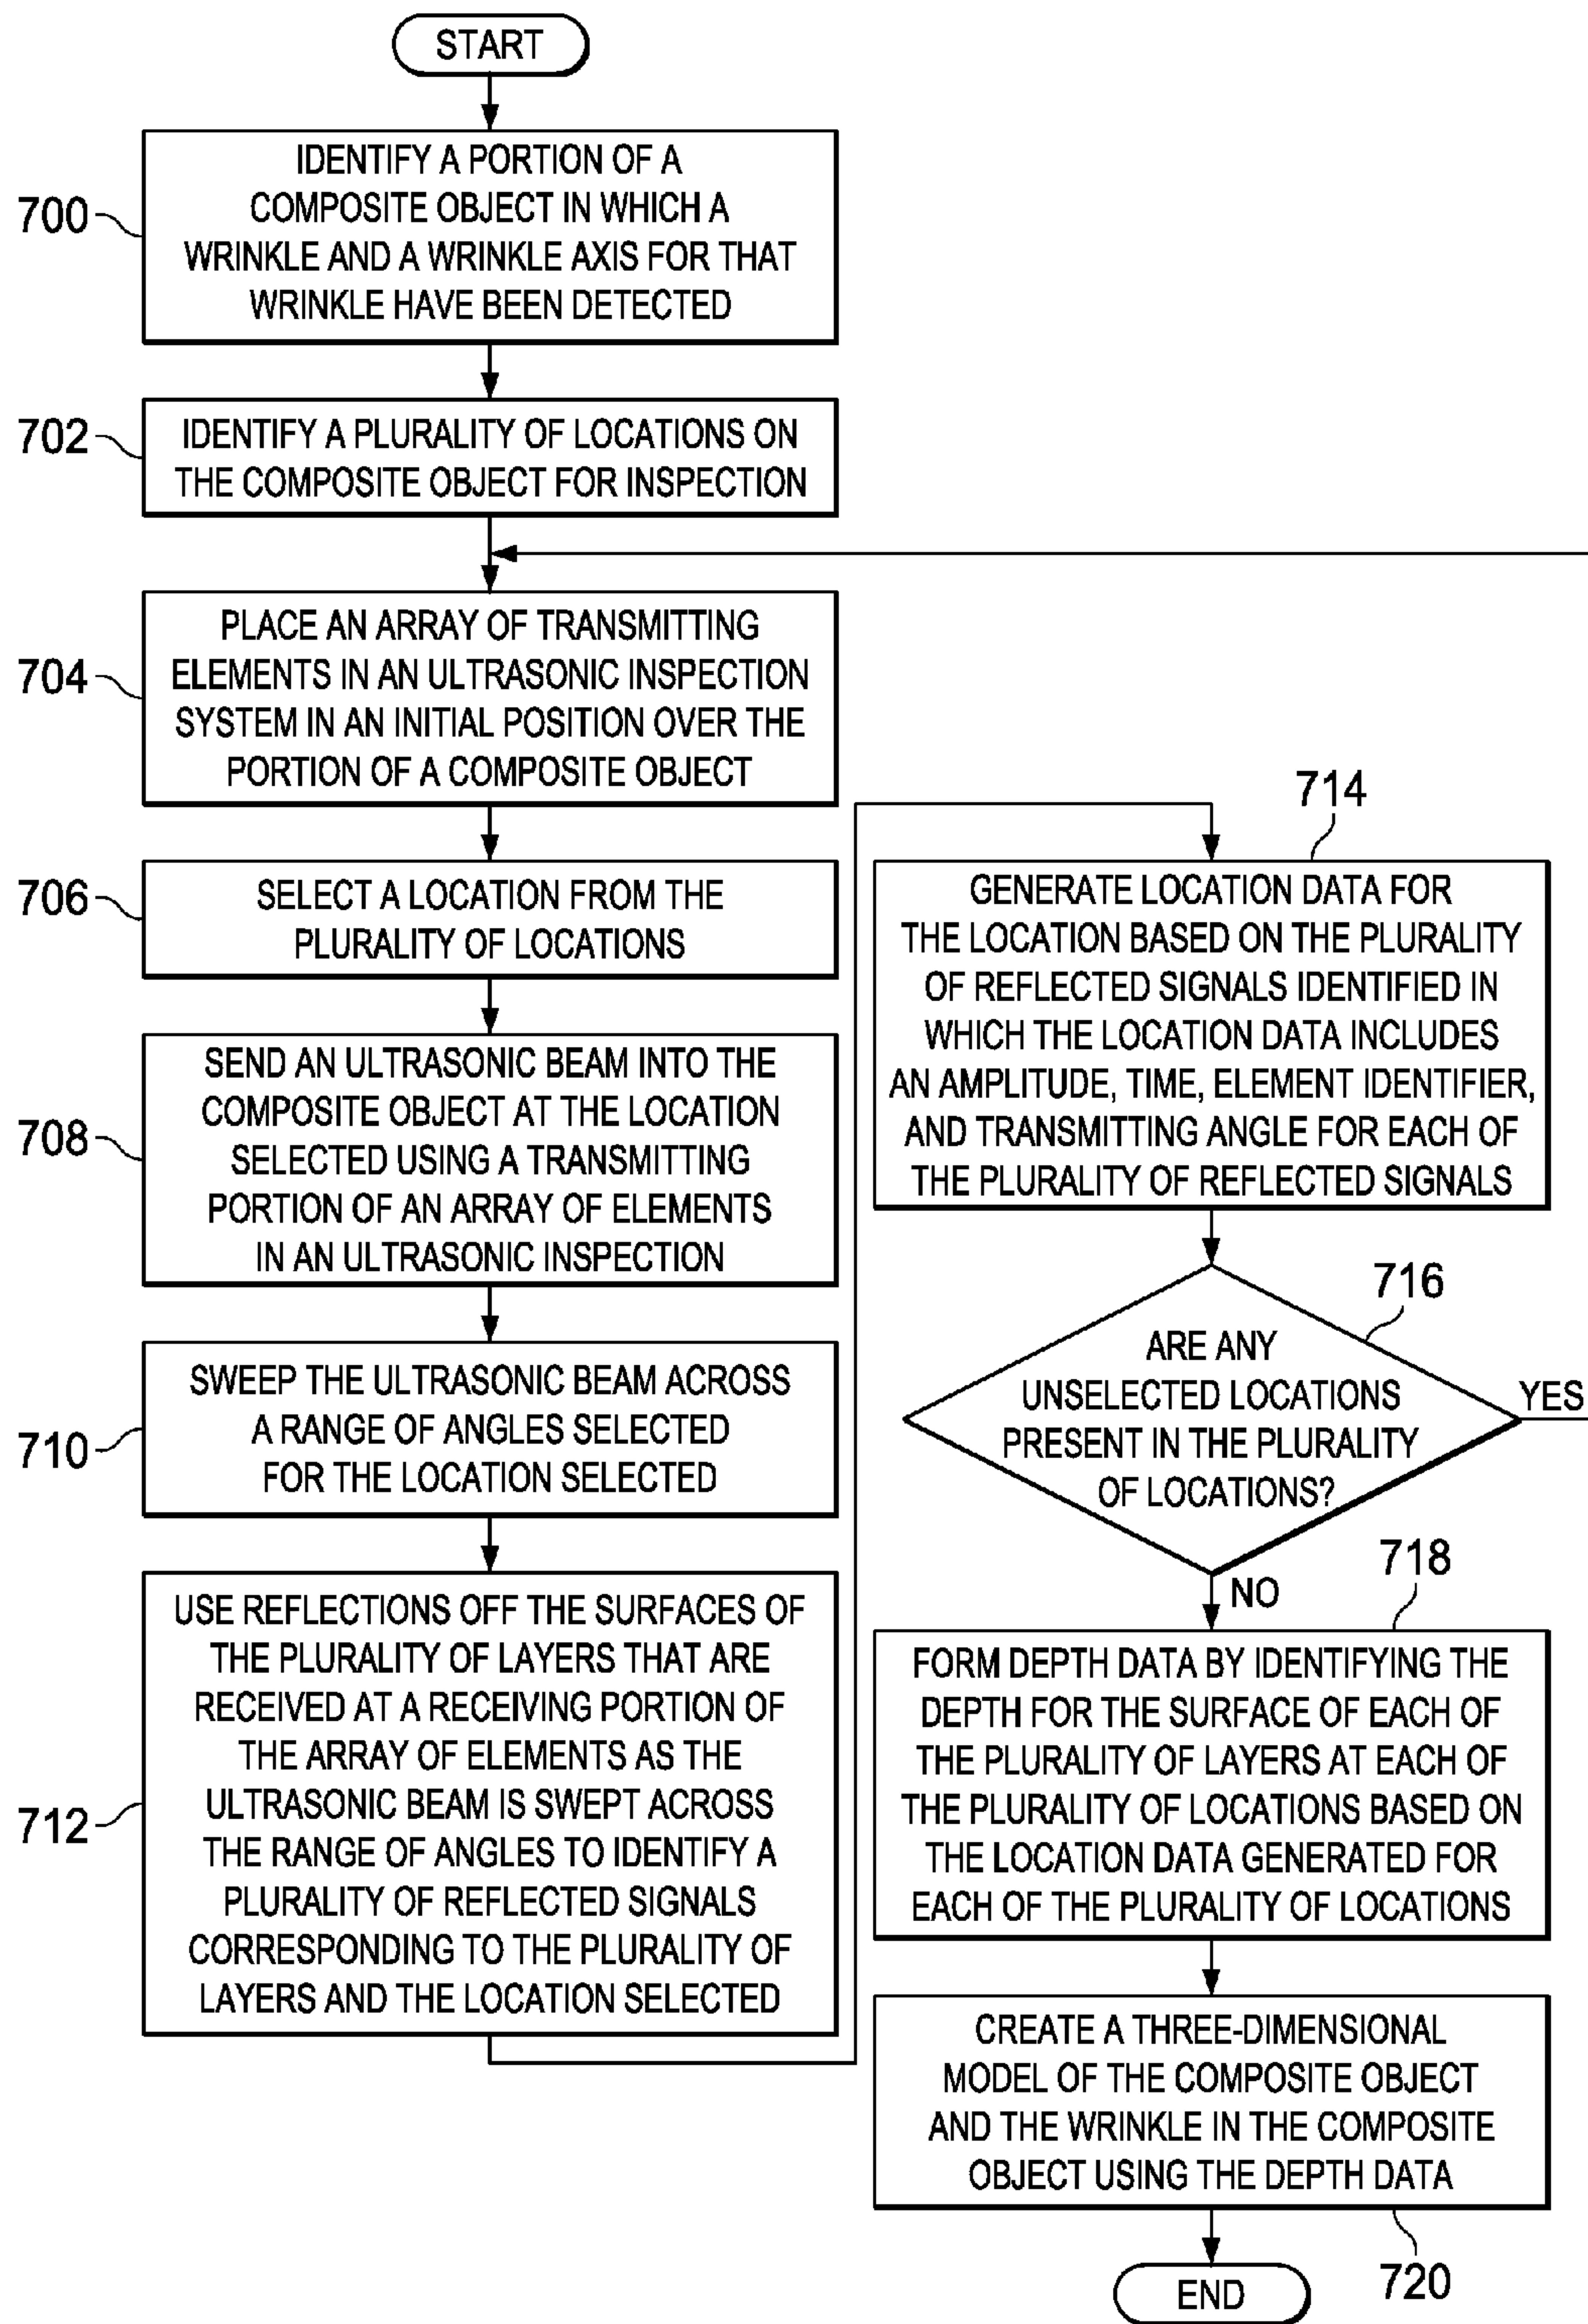 START
700
IDENTIFY A PORTION OF A
COMPOSITE OBJECT IN WHICH A
WRINKLE AND A WRINKLE AXIS FOR THAT
WRINKLE HAVE BEEN DETECTED
702
IDENTIFY A PLURALITY OF LOCATIONS ON
THE COMPOSITE OBJECT FOR INSPECTION
704
PLACE AN ARRAY OF TRANSMITTING
ELEMENTS IN AN ULTRASONIC INSPECTION
SYSTEM IN AN INITIAL POSITION OVER THE
PORTION OF A COMPOSITE OBJECT
706
SELECT A LOCATION FROM THE
PLURALITY OF LOCATIONS
708
SEND AN ULTRASONIC BEAM INTO THE
COMPOSITE OBJECT AT THE LOCATION
SELECTED USING A TRANSMITTING
PORTION OF AN ARRAY OF ELEMENTS
IN AN ULTRASONIC INSPECTION
710
SWEEP THE ULTRASONIC BEAM ACROSS
A RANGE OF ANGLES SELECTED
FOR THE LOCATION SELECTED
712
USE REFLECTIONS OFF THE SURFACES OF
THE PLURALITY OF LAYERS THAT ARE
RECEIVED AT A RECEIVING PORTION OF
THE ARRAY OF ELEMENTS AS THE
ULTRASONIC BEAM IS SWEPT ACROSS
THE RANGE OF ANGLES TO IDENTIFY A
PLURALITY OF REFLECTED SIGNALS
CORRESPONDING TO THE PLURALITY OF
LAYERS AND THE LOCATION SELECTED
714
GENERATE LOCATION DATA FOR
THE LOCATION BASED ON THE PLURALITY
OF REFLECTED SIGNALS IDENTIFIED IN
WHICH THE LOCATION DATA INCLUDES
AN AMPLITUDE, TIME, ELEMENT IDENTIFIER,
AND TRANSMITTING ANGLE FOR EACH OF
THE PLURALITY OF REFLECTED SIGNALS
716
ARE ANY
UNSELECTED LOCATIONS
PRESENT IN THE PLURALITY
OF LOCATIONS?
YES
NO
718
FORM DEPTH DATA BY IDENTIFYING THE
DEPTH FOR THE SURFACE OF EACH OF
THE PLURALITY OF LAYERS AT EACH OF
THE PLURALITY OF LOCATIONS BASED ON
THE LOCATION DATA GENERATED FOR
EACH OF THE PLURALITY OF LOCATIONS
CREATE A THREE-DIMENSIONAL
MODEL OF THE COMPOSITE OBJECT
AND THE WRINKLE IN THE COMPOSITE
OBJECT USING THE DEPTH DATA
720
END